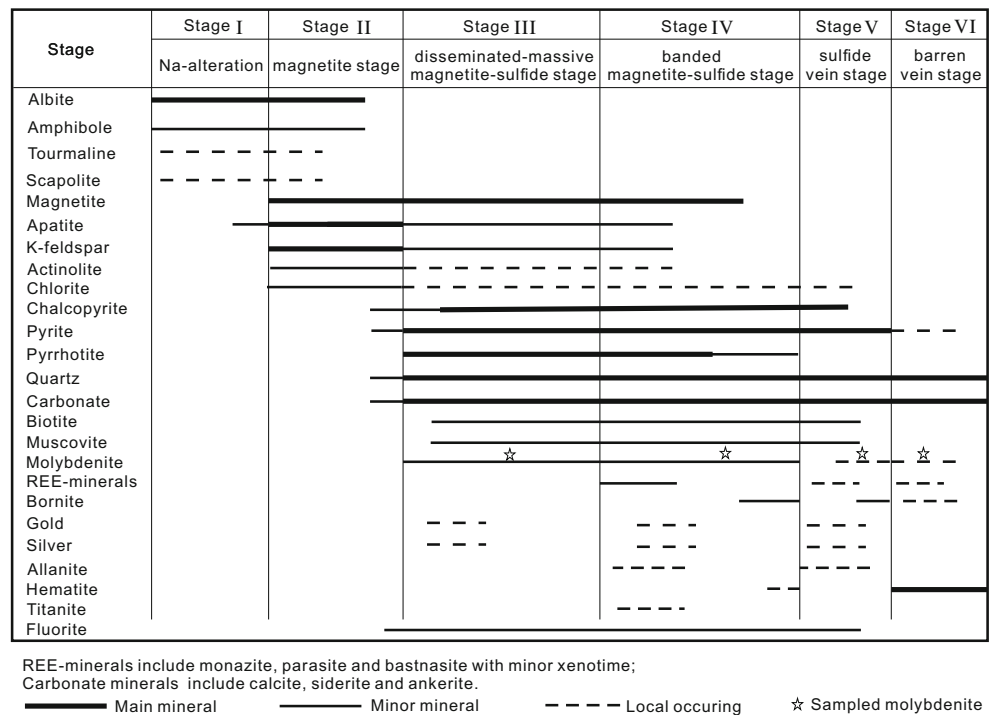 Stage
Stage I
Stage II
Stage III
Stage IV
Stage V
Stage VI
Na-alteration
magnetite stage
disseminated-massive
magnetite-sulfide stage
banded
magnetite-sulfide stage
sulfide
vein stage
barren
vein stage
Albite
Amphibole
Tourmaline
Scapolite
Magnetite
Apatite
K-feldspar
Actinolite
Chlorite
Chalcopyrite
Pyrite
Pyrrhotite
Quartz
Carbonate
Biotite
Muscovite
Molybdenite
REE-minerals
Bornite
Gold
Silver
Allanite
Hematite
Titanite
Fluorite
REE-minerals include monazite, parasite and bastnasite with minor xenotime;
Carbonate minerals include calcite, siderite and ankerite.
Main mineral
Minor mineral
Local occuring
Sampled molybdenite